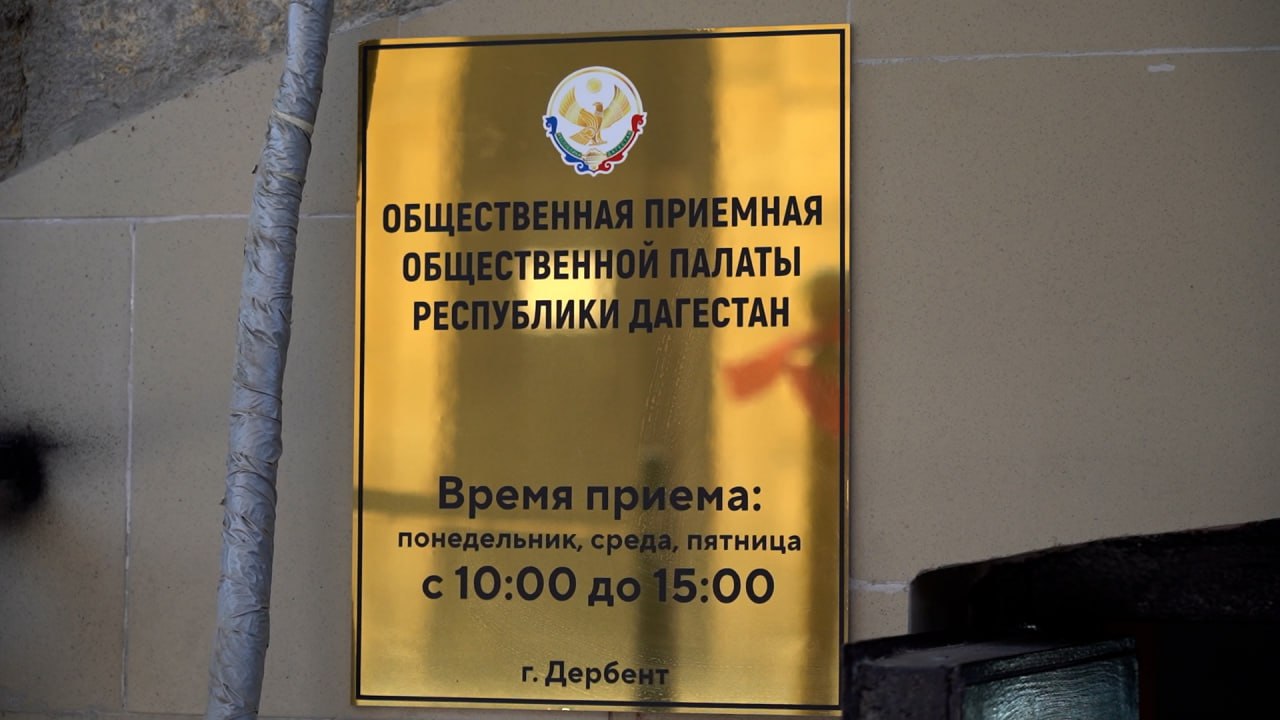 ОБЩЕСТВЕННАЯ ПРИЕМНАЯ
ОБЩЕСТВЕННОЙ ПАЛАТЫ
РЕСПУБЛИКИ ДАГЕСТАН
Время приема:
понедельник, среда, пятница
с 10:00 до 15:00
г. Дербент